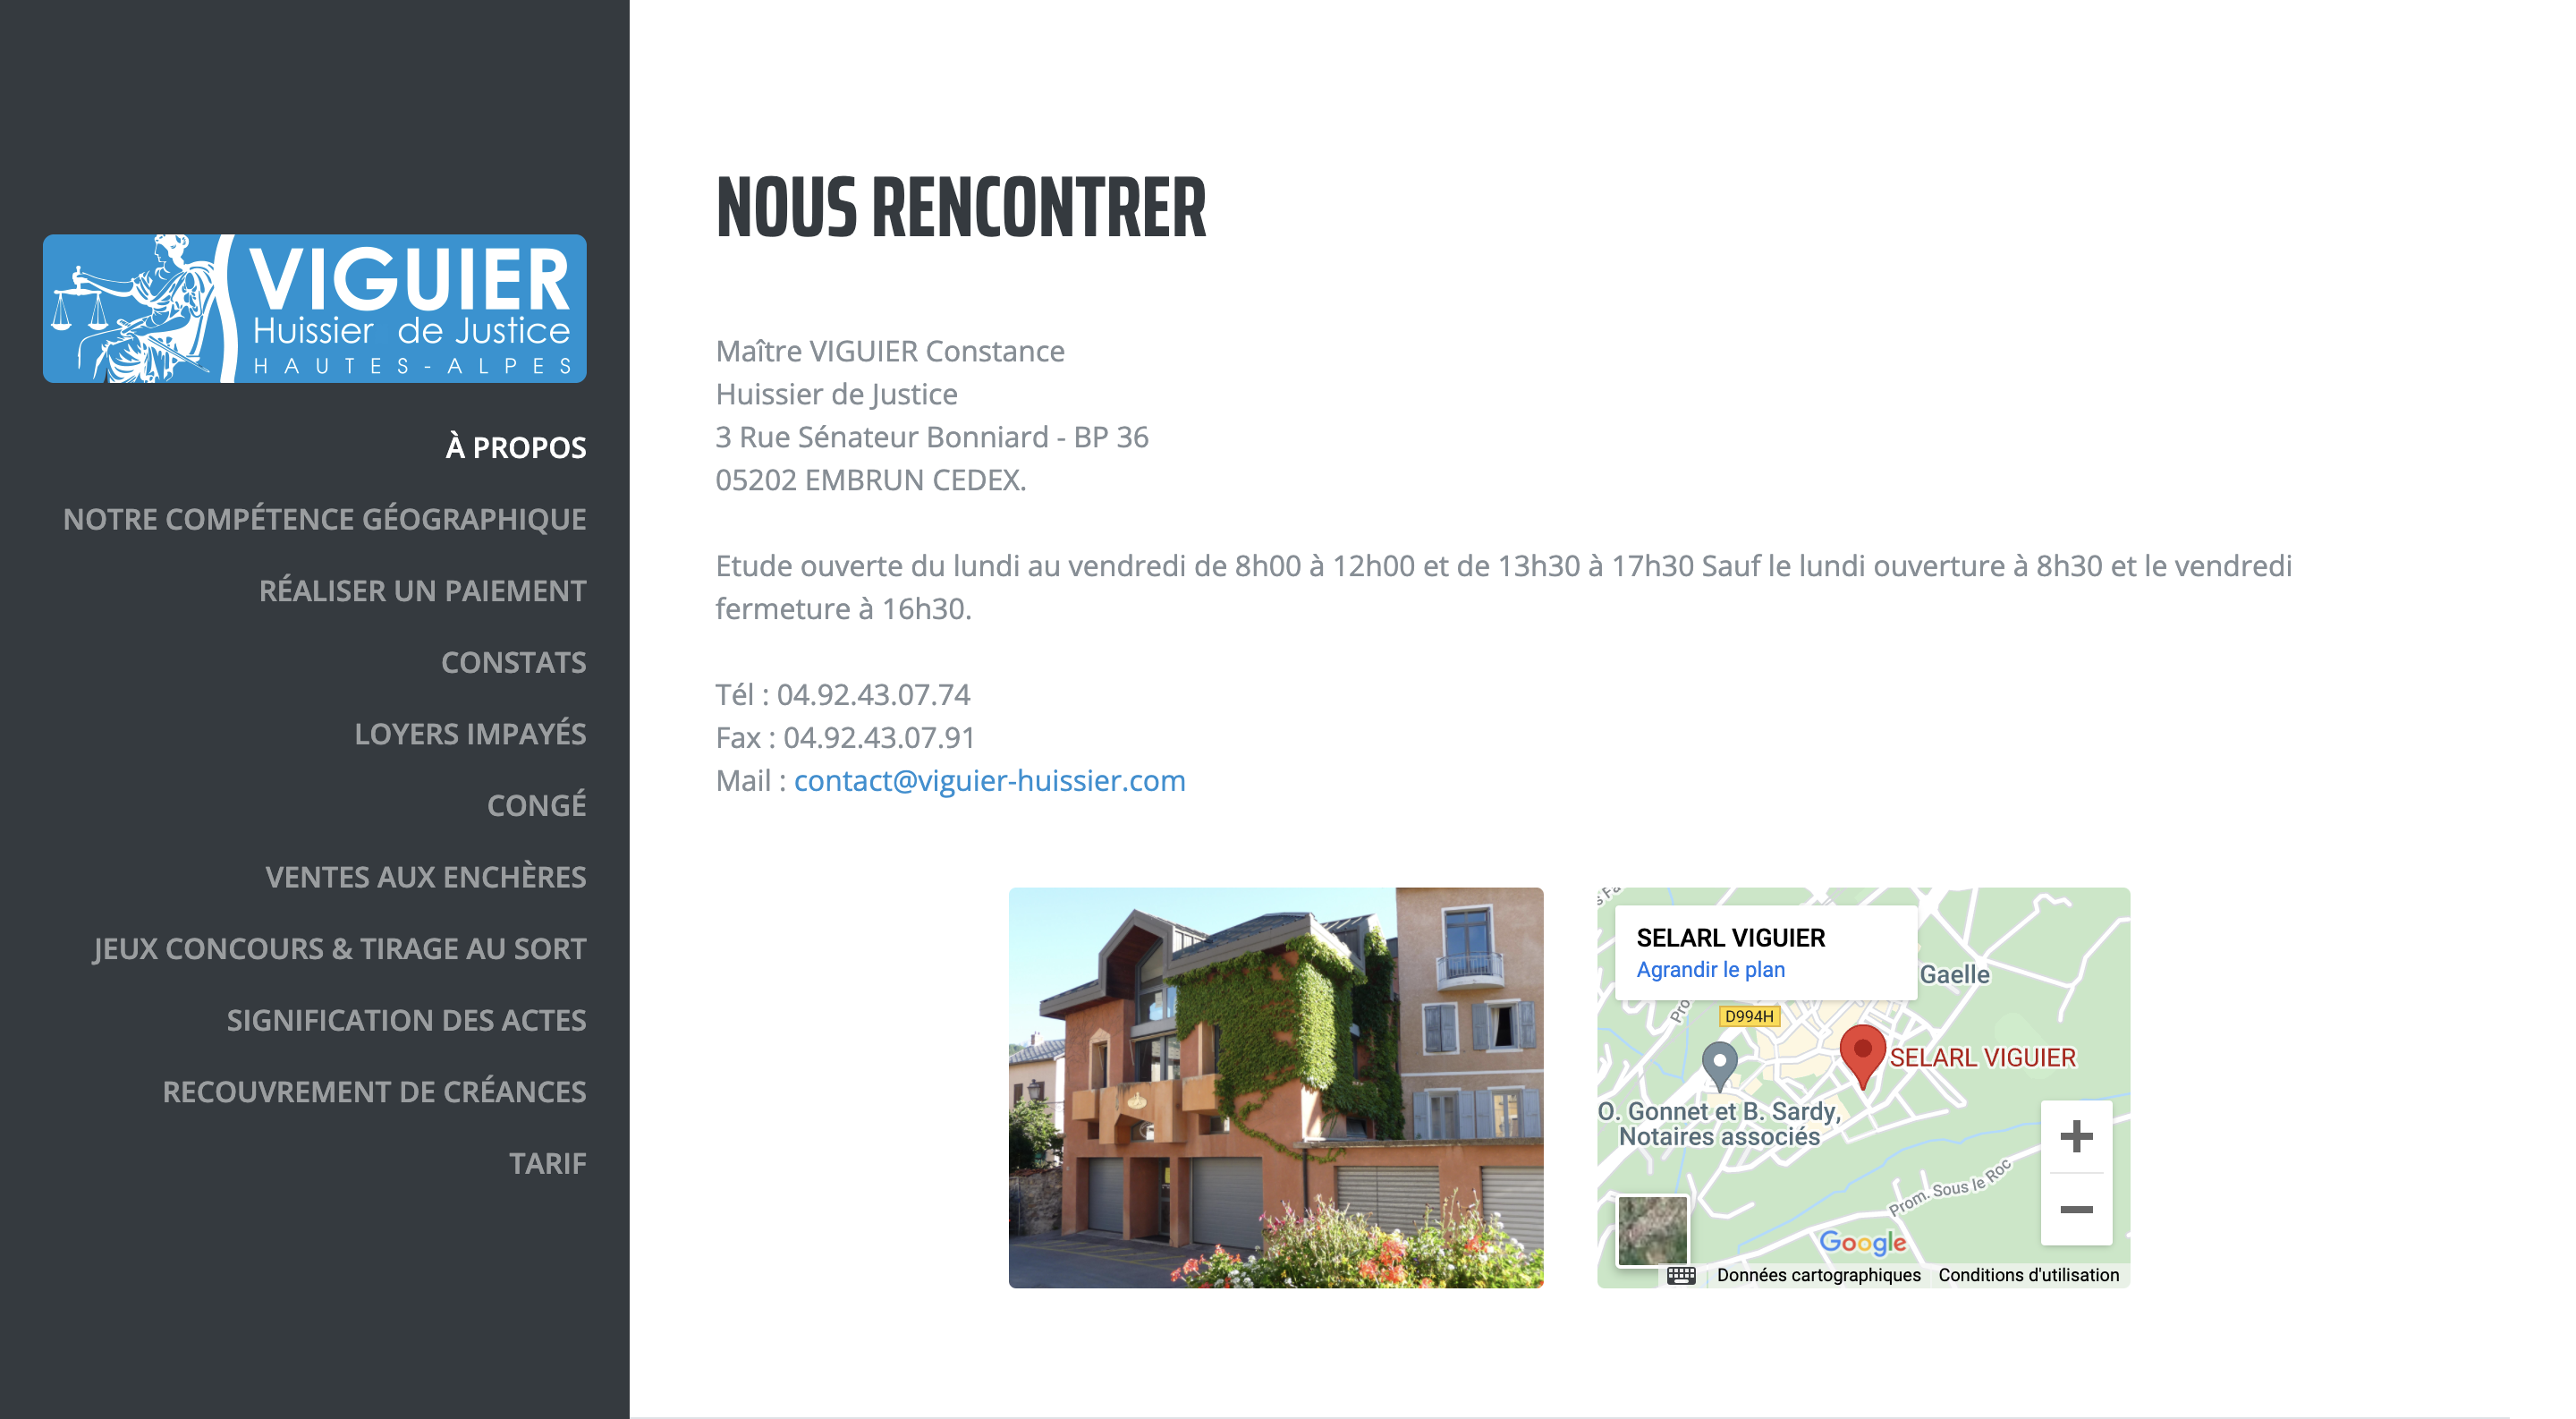 VIGUIER
Huissier de Justice
HAUTES-ALPES
À PROPOS
NOTRE COMPÉTENCE GÉOGRAPHIQUE
RÉALISER UN PAIEMENT
CONSTATS
LOYERS IMPAYÉS
CONGÉ
VENTES AUX ENCHÈRES
JEUX CONCOURS & TIRAGE AU SORT
SIGNIFICATION DES ACTES
RECOUVREMENT DE CRÉANCES
TARIF
NOUS RENCONTRER
Maître VIGUIER Constance
Huissier de Justice
3 Rue Sénateur Bonniard - BP 36
05202 EMBRUN CEDEX.
Etude ouverte du lundi au vendredi de 8h00 à 12h00 et de 13h30 à 17h30 Sauf le lundi ouverture à 8h30 et le vendredi
fermeture à 16h30.
Tél : 04.92.43.07.74
Fax : 04.92.43.07.91
Mail : contact@viguier-huissier.com
SELARL VIGUIER
Agrandir le plan
Gaelle
D994H
SELARL VIGUIER
O. Gonnet et B. Sardy,
Notaires associés
Prom. Sous le Roc
Google
Données cartographiques
Conditions d'utilisation